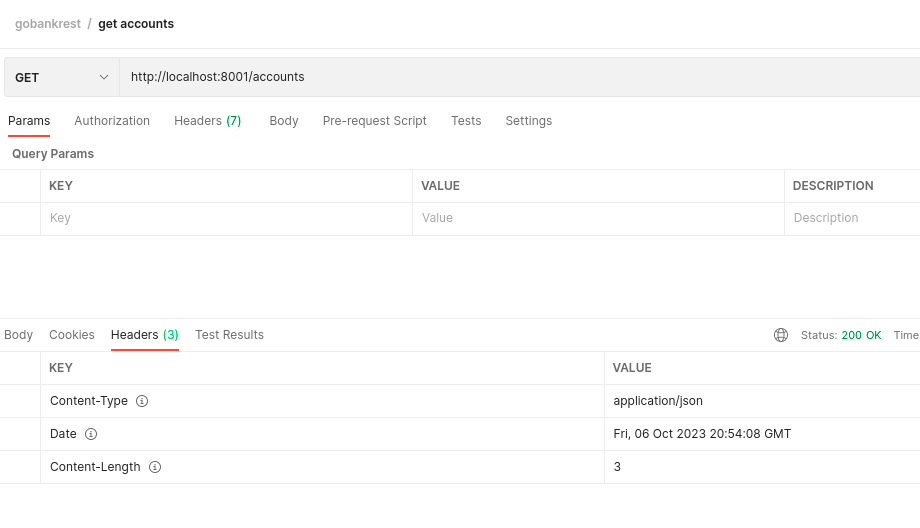 gobankrest / get accounts
GET http://localhost:8001/accounts
Params Authorization Headers (7) Body Pre-request Script Tests Settings
Query Params
KEY VALUE DESCRIPTION
Key Value Description
Body Cookies Headers (3) Test Results Status: 200 OK Time
KEY VALUE
Content-Type application/json
Date Fri, 06 Oct 2023 20:54:08 GMT
Content-Length 3